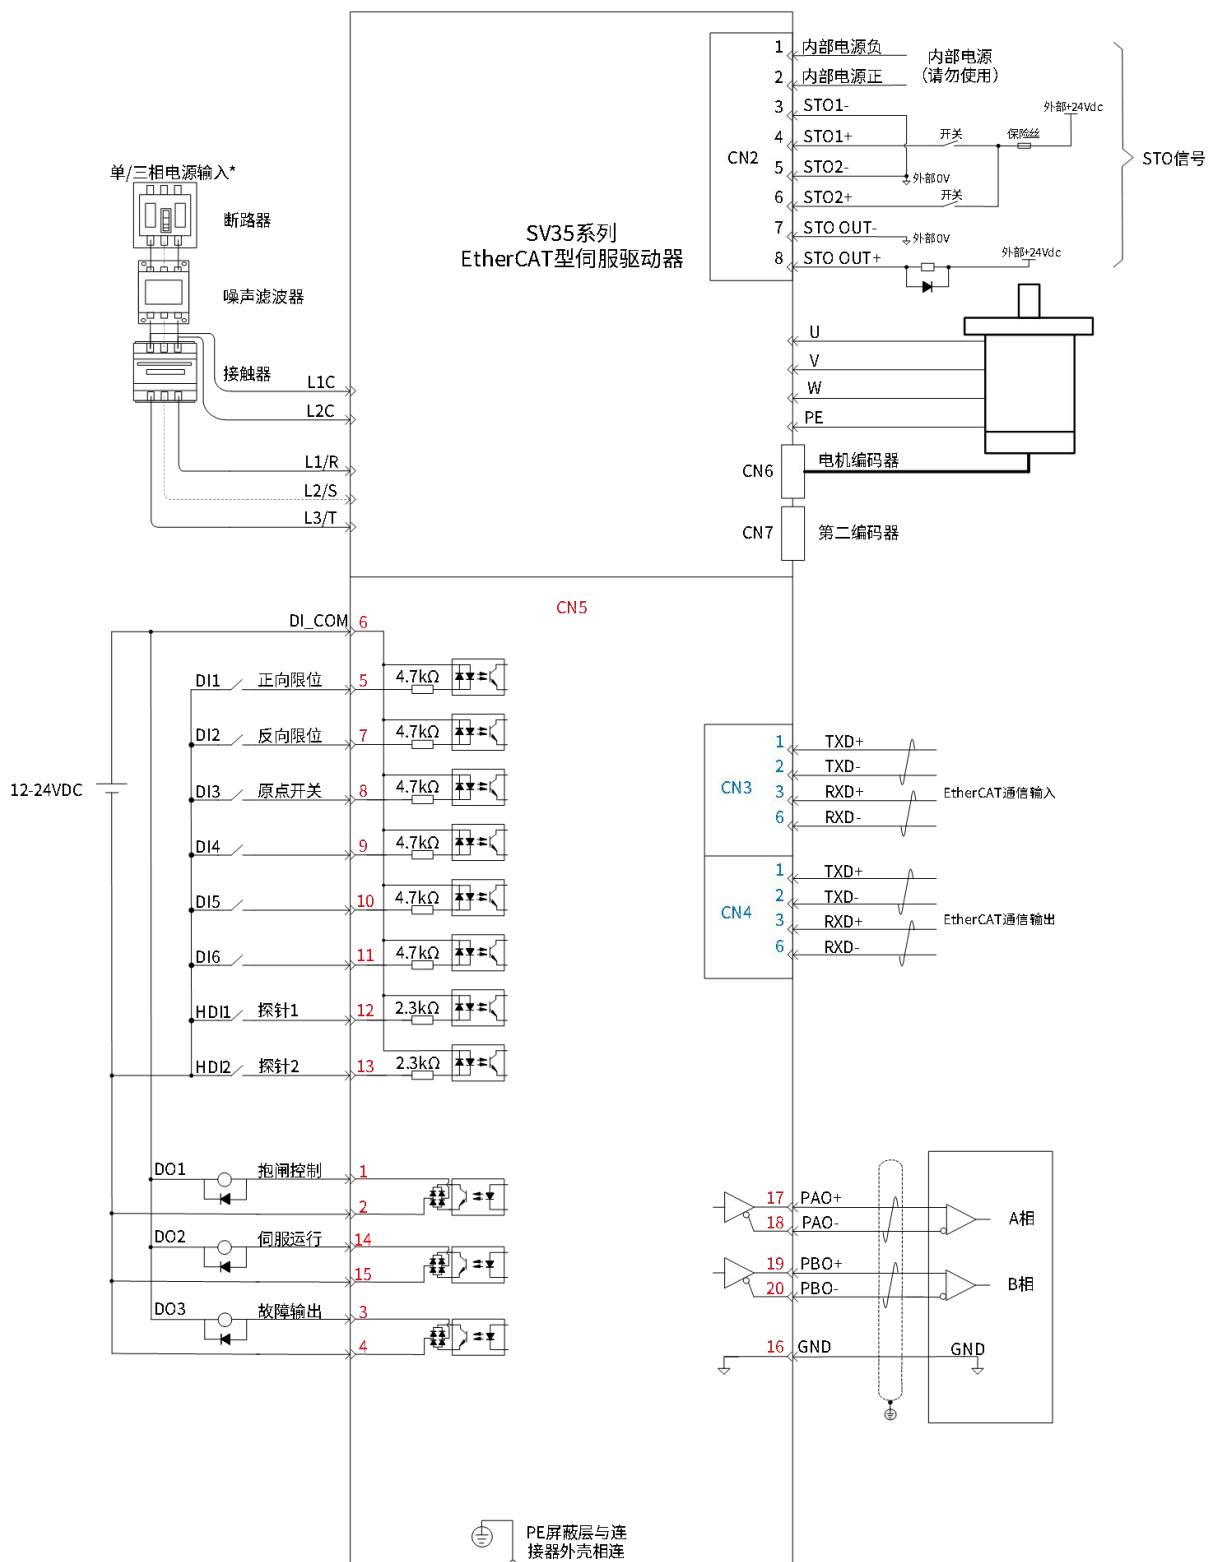 1 内部电源负
2 内部电源正
内部电源
(请勿使用)
3 STO1-
外部+24Vdc
4 STO1+ 开关 保险丝
CN2
STO信号
5 STO2- 外部0V
6 STO2+ 开关
7 STO OUT- 外部0V
8 STO OUT+ 外部+24Vdc
单/三相电源输入*
断路器
噪声滤波器
接触器
SV35系列
EtherCAT型伺服驱动器
L1C
L2C
L1/R
L2/S
L3/T
U
V
W
PE
CN6 电机编码器
CN7 第二编码器
CN5
DI_COM 6
DI1 正向限位 5 4.7kΩ
DI2 反向限位 7 4.7kΩ
12-24VDC
DI3 原点开关 8 4.7kΩ
DI4 9 4.7kΩ
DI5 10 4.7kΩ
DI6 11 4.7kΩ
HDI1 探针1 12 2.3kΩ
HDI2 探针2 13 2.3kΩ
CN3
1 TXD+
2 TXD-
3 RXD+
6 RXD-
EtherCAT通信输入
CN4
1 TXD+
2 TXD-
3 RXD+
6 RXD-
EtherCAT通信输出
DO1 抱闸控制 1
2
DO2 伺服运行 14
15
DO3 故障输出 3
4
17 PAO+
18 PAO-
A相
19 PBO+
20 PBO-
B相
16 GND GND
PE屏蔽层与连
接器外壳相连